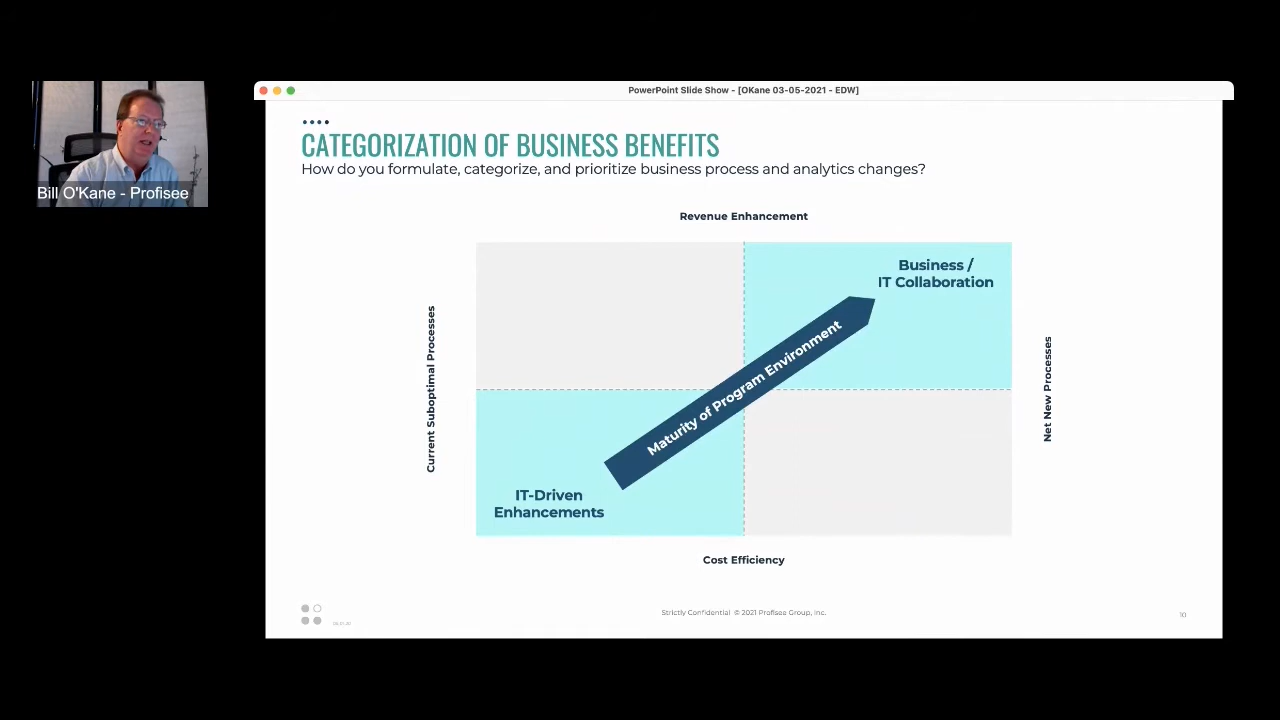 PowerPoint Slide Show - [OKane 03-05-2021 - EDW]
Bill O'Kane - Profisee
CATEGORIZATION OF BUSINESS BENEFITS
How do you formulate, categorize, and prioritize business process and analytics changes?
Revenue Enhancement
Business /
IT Collaboration
Current Suboptimal Processes
Maturity of Program Environment
Net New Processes
IT-Driven
Enhancements
Cost Efficiency
Strictly Confidential © 2021 Profisee Group, Inc.
10